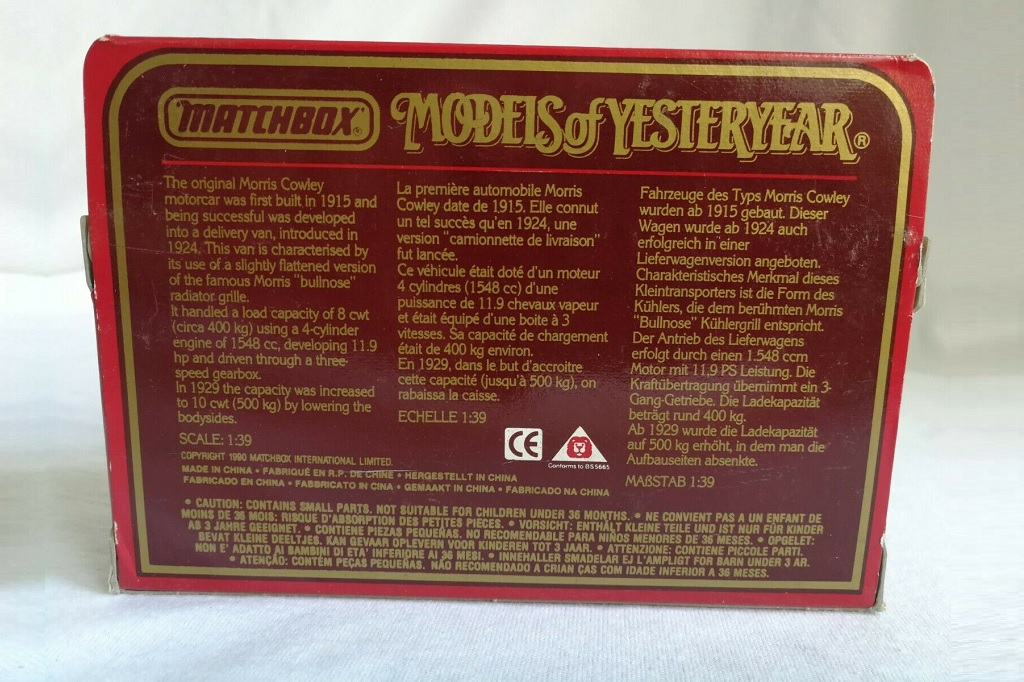 MATCHBOX®
MODELS of YESTERYEAR®
The original Morris Cowley
motorcar was first built in 1915 and
being successful was developed
into a delivery van, introduced in
1924. This van is characterised by
its use of a slightly flattened version
of the famous Morris "bullnose"
radiator grille.
It handled a load capacity of 8 cwt
(circa 400 kg) using a 4-cylinder
engine of 1548 cc, developing 11.9
hp and driven through a three-
speed gearbox.
In 1929 the capacity was increased
to 10 cwt (500 kg) by lowering the
bodysides.
SCALE: 1:39
La première automobile Morris
Cowley date de 1915. Elle connut
un tel succès qu'en 1924, une
version "camionnette de livraison"
fut lancée.
Ce véhicule était doté d'un moteur
4 cylindres (1548 cc) d'une
puissance de 11.9 chevaux vapeur
et était équipé d'une boite à 3
vitesses. Sa capacité de chargement
était de 400 kg environ.
En 1929, dans le but d'accroitre
cette capacité (jusqu'à 500 kg), on
rabaissa la caisse.
ECHELLE 1:39
Fahrzeuge des Typs Morris Cowley
wurden ab 1915 gebaut. Dieser
Wagen wurde ab 1924 auch
erfolgreich in einer
Lieferwagenversion angeboten.
Charakteristisches Merkmal dieses
Kleintransporters ist die Form des
Kühlers, die dem berühmten Morris
"Bullnose" Kühlergrill entspricht.
Der Antrieb des Lieferwagens
erfolgt durch einen 1.548 ccm
Motor mit 11,9 PS Leistung. Die
Kraftübertragung übernimmt ein 3-
Gang-Getriebe. Die Ladekapazität
beträgt rund 400 kg.
Ab 1929 wurde die Ladekapazität
auf 500 kg erhöht, in dem man die
Aufbauseiten absenkte.
MAßSTAB 1:39
CE
Conforms to BS 5665
COPYRIGHT 1990 MATCHBOX INTERNATIONAL LIMITED.
MADE IN CHINA • FABRIQUÉ EN R.P. DE CHINE • HERGESTELLT IN CHINA
FABRICADO EN CHINA • FABBRICATO IN CINA • GEMAAKT IN CHINA • FABRICADO NA CHINA
• CAUTION: CONTAINS SMALL PARTS. NOT SUITABLE FOR CHILDREN UNDER 36 MONTHS. • NE CONVIENT PAS A UN ENFANT DE
MOINS DE 36 MOIS: RISQUE D'ABSORPTION DES PETITES PIECES. • VORSICHT: ENTHÄLT KLEINE TEILE UND IST NUR FÜR KINDER
AB 3 JAHRE GEEIGNET. • CONTIENE PIEZAS PEQUEÑAS. NO RECOMENDABLE PARA NIÑOS MENORES DE 36 MESES. • OPGELET:
BEVAT KLEINE DEELTJES. KAN GEVAAR OPLEVERN VOOR KINDEREN TOT 3 JAAR. • ATTENZIONE: CONTIENE PICCOLE PARTI.
NON E' ADATTO AI BAMBINI DI ETA' INFERIORE AI 36 MESI. • INNEHALLER SMADELAR EJ LAMPLIGT FOR BARN UNDER 3 AR.
• ATENÇÃO: CONTÉM PEÇAS PEQUEÑAS. NÃO RECOMENDADO A CRIAN ÇAS COM IDADE INFERIOR A 36 MESES.